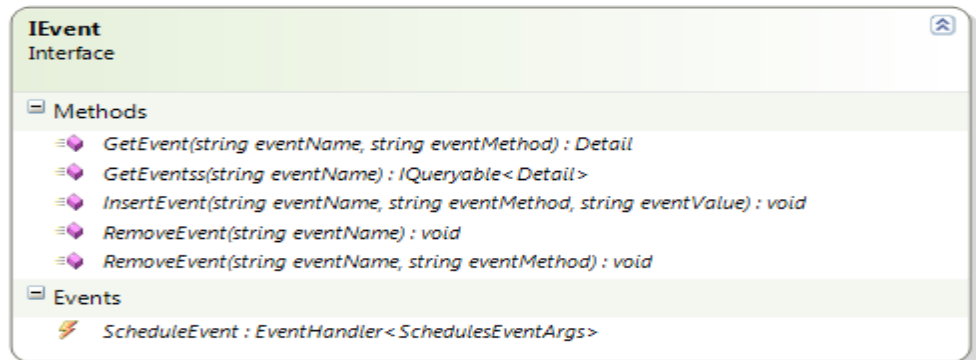 IEvent
Interface
Methods
GetEvent(string eventName, string eventMethod) : Detail
GetEventss(string eventName) : IQueryable<Detail>
InsertEvent(string eventName, string eventMethod, string eventValue) : void
RemoveEvent(string eventName) : void
RemoveEvent(string eventName, string eventMethod) : void
Events
ScheduleEvent : EventHandler<SchedulesEventArgs>